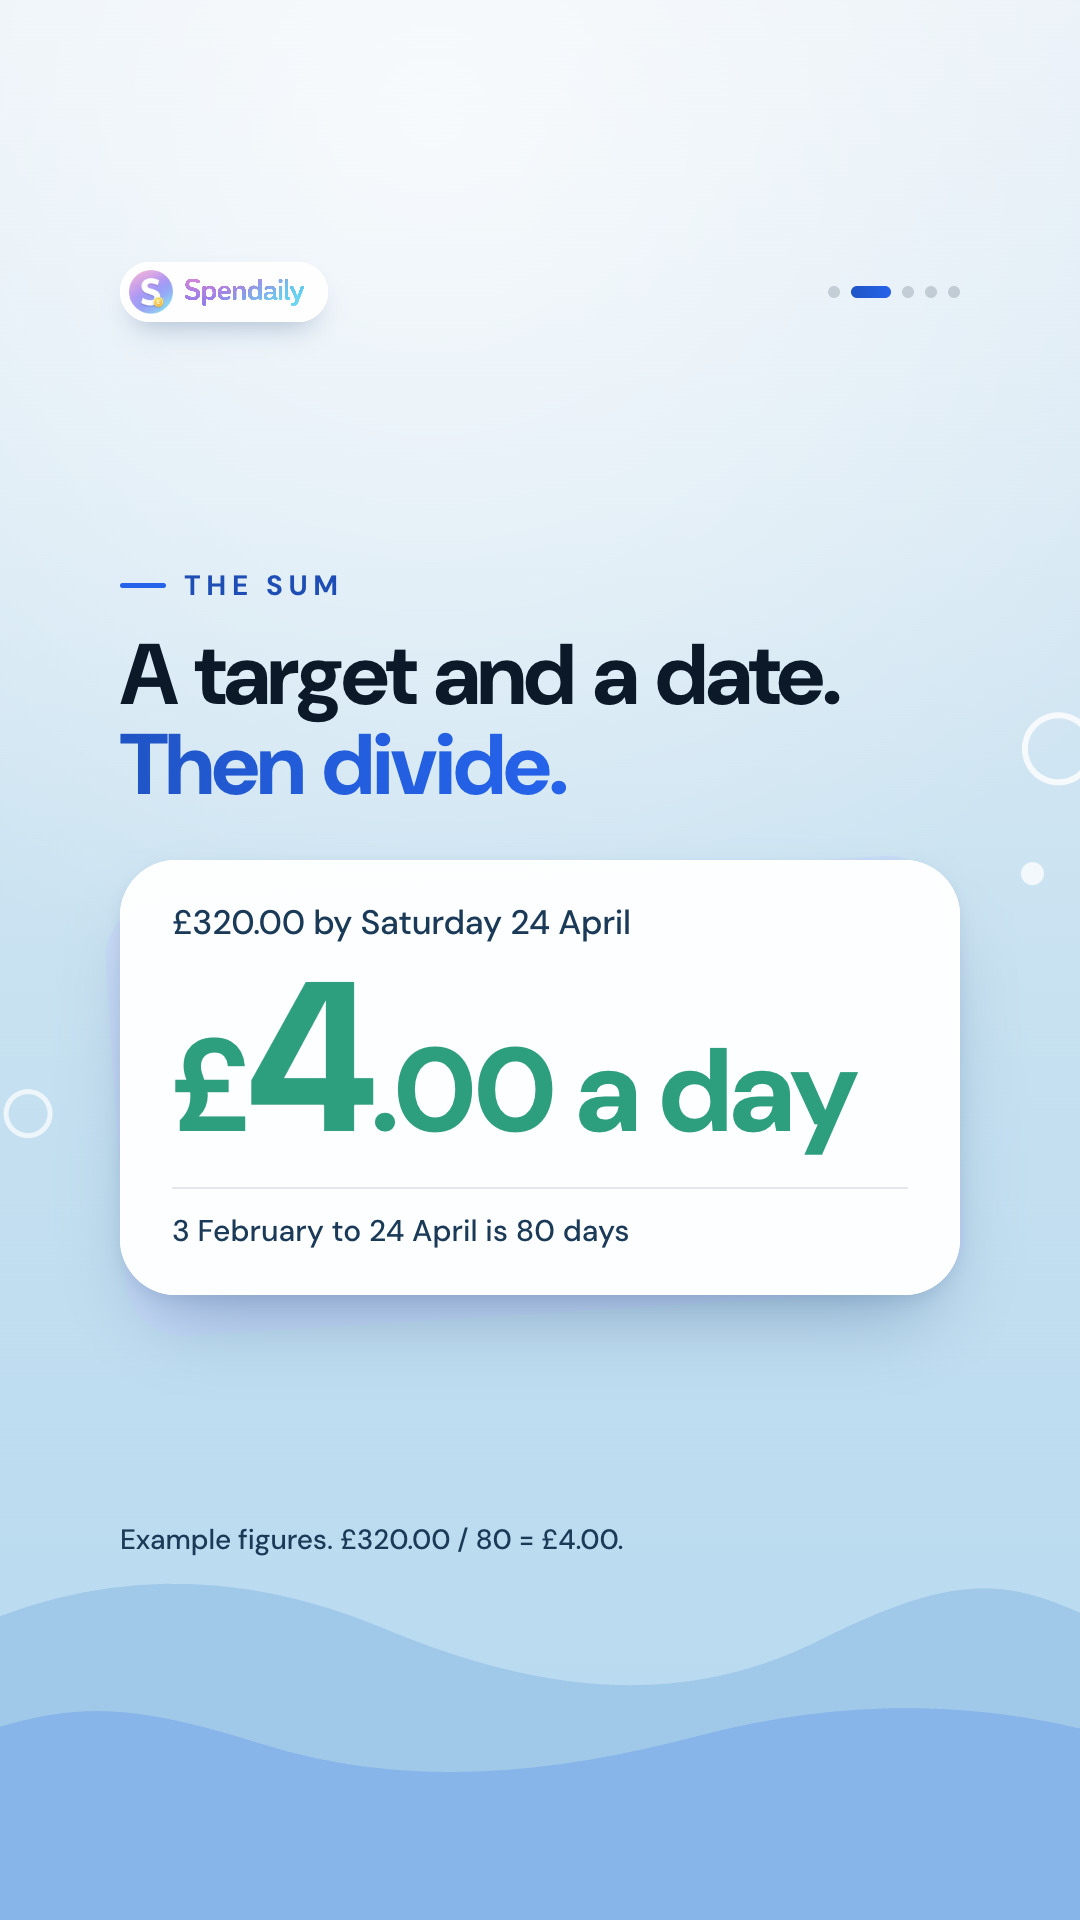 Spendaily
THE SUM
A target and a date.
Then divide.
£320.00 by Saturday 24 April
£4.00 a day
3 February to 24 April is 80 days
Example figures. £320.00 / 80 = £4.00.